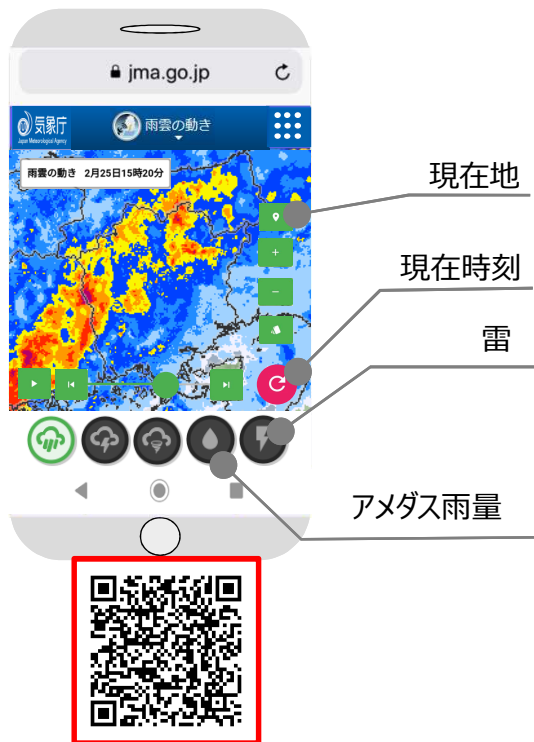 jma.go.jp
気象庁
Japan Meteorological Agency
雨雲の動き
雨雲の動き 2月25日15時20分
現在地
現在時刻
雷
アメダス雨量